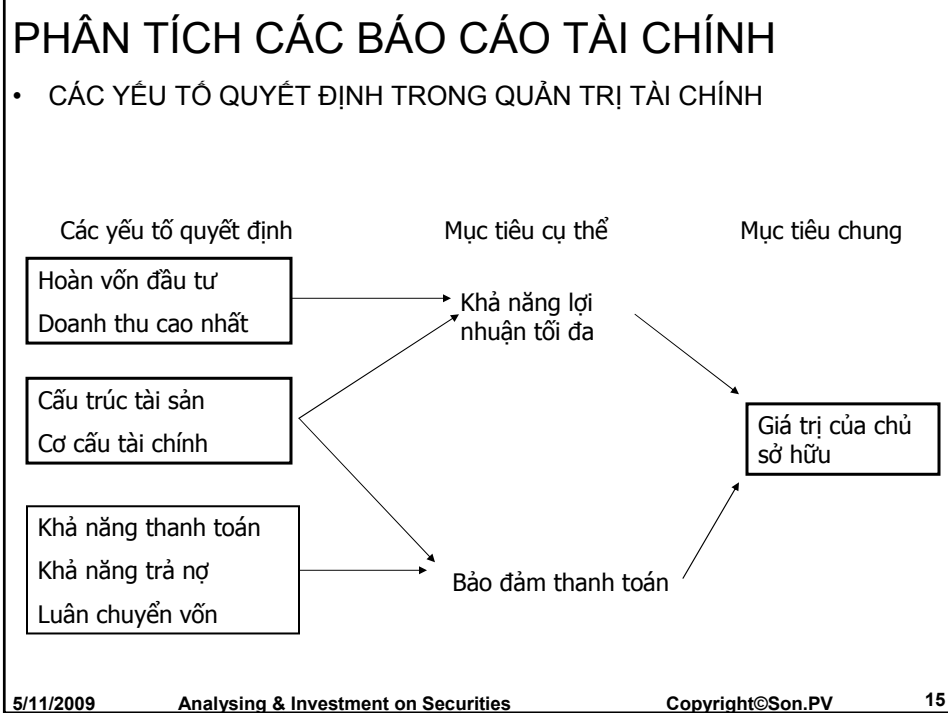 PHÂN TÍCH CÁC BÁO CÁO TÀI CHÍNH
• CÁC YẾU TỐ QUYẾT ĐỊNH TRONG QUẢN TRỊ TÀI CHÍNH
Các yếu tố quyết định
Mục tiêu cụ thể
Mục tiêu chung
Hoàn vốn đầu tư
Doanh thu cao nhất
Khả năng lợi
nhuận tối đa
Cấu trúc tài sản
Cơ cấu tài chính
Giá trị của chủ
sở hữu
Khả năng thanh toán
Khả năng trả nợ
Luân chuyển vốn
Bảo đảm thanh toán
5/11/2009 Analysing & Investment on Securities Copyright©Son.PV 15